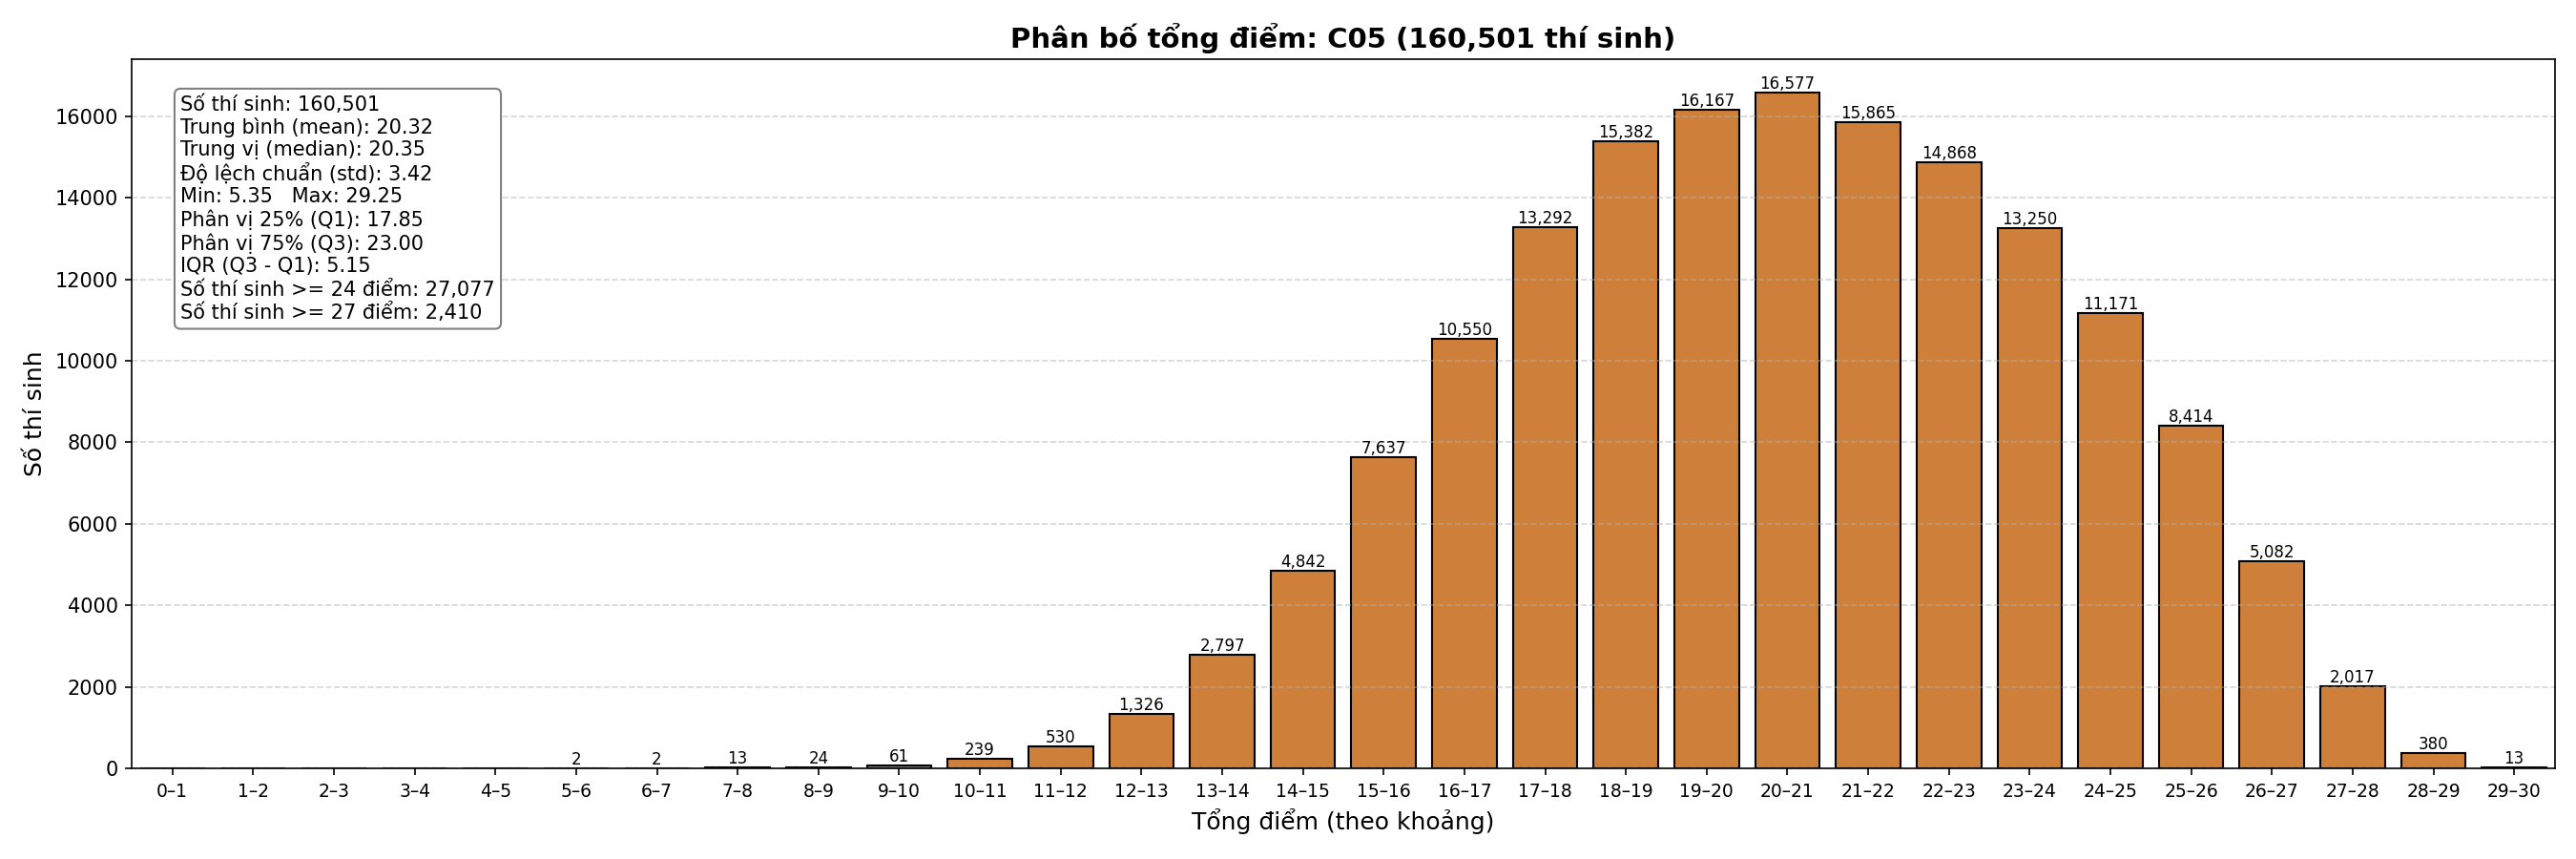 Phân bố tổng điểm: C05 (160,501 thí sinh)
Số thí sinh: 160,501
Trung bình (mean): 20.32
Trung vị (median): 20.35
Độ lệch chuẩn (std): 3.42
Min: 5.35   Max: 29.25
Phân vị 25% (Q1): 17.85
Phân vị 75% (Q3): 23.00
IQR (Q3 - Q1): 5.15
Số thí sinh >= 24 điểm: 27,077
Số thí sinh >= 27 điểm: 2,410
Số thí sinh
16000
14000
12000
10000
8000
6000
4000
2000
0
2 2 13 24 61 239 530 1,326 2,797 4,842 7,637 10,550 13,292 15,382 16,167 16,577 15,865 14,868 13,250 11,171 8,414 5,082 2,017 380 13
0–1 1–2 2–3 3–4 4–5 5–6 6–7 7–8 8–9 9–10 10–11 11–12 12–13 13–14 14–15 15–16 16–17 17–18 18–19 19–20 20–21 21–22 22–23 23–24 24–25 25–26 26–27 27–28 28–29 29–30
Tổng điểm (theo khoảng)